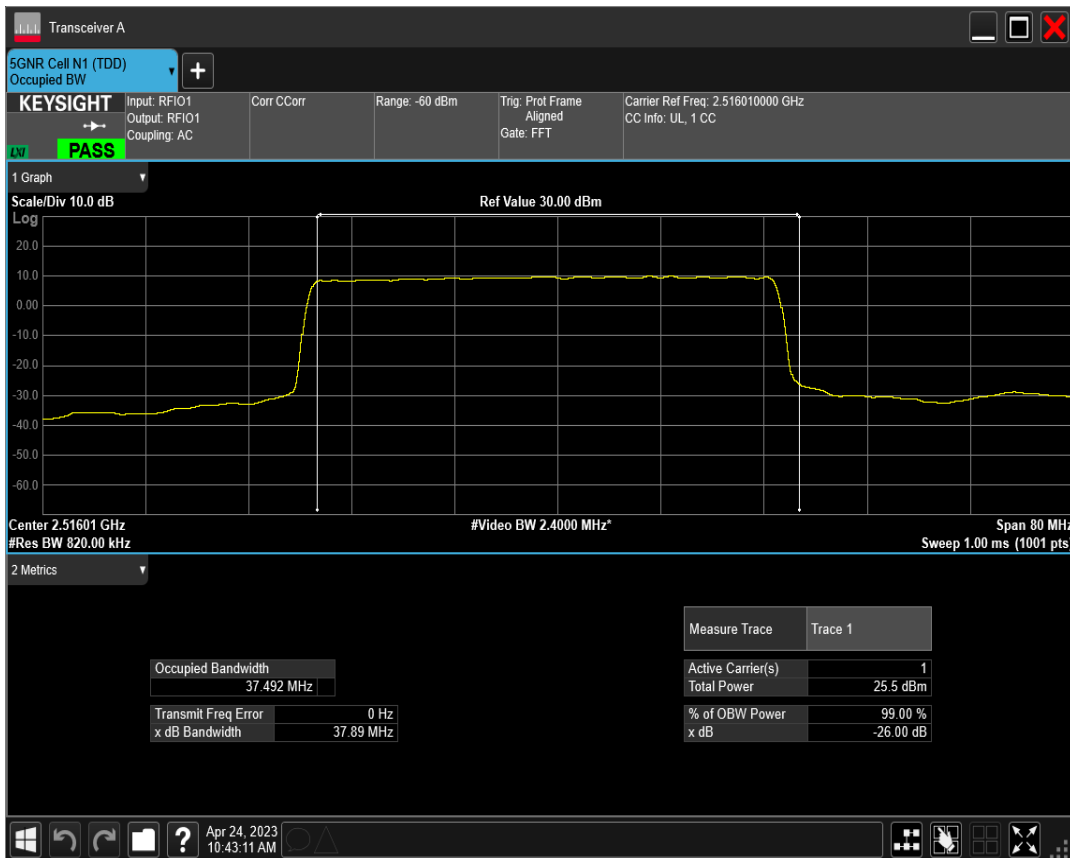 Transceiver A
5GNR Cell N1 (TDD)
Occupied BW
+
KEYSIGHT
LXI
PASS
Input: RFIO1
Output: RFIO1
Coupling: AC
Corr CCorr
Range: -60 dBm
Trig: Prot Frame
Aligned
Gate: FFT
Carrier Ref Freq: 2.516010000 GHz
CC Info: UL, 1 CC
1 Graph
Scale/Div 10.0 dB
Ref Value 30.00 dBm
Log
20.0
10.0
0.00
-10.0
-20.0
-30.0
-40.0
-50.0
-60.0
Center 2.51601 GHz
#Video BW 2.4000 MHz*
Span 80 MHz
#Res BW 820.00 kHz
Sweep 1.00 ms (1001 pts)
2 Metrics
Measure Trace Trace 1
Occupied Bandwidth
37.492 MHz
Active Carrier(s) 1
Total Power 25.5 dBm
Transmit Freq Error 0 Hz
x dB Bandwidth 37.89 MHz
% of OBW Power 99.00 %
x dB -26.00 dB
?
Apr 24, 2023
10:43:11 AM